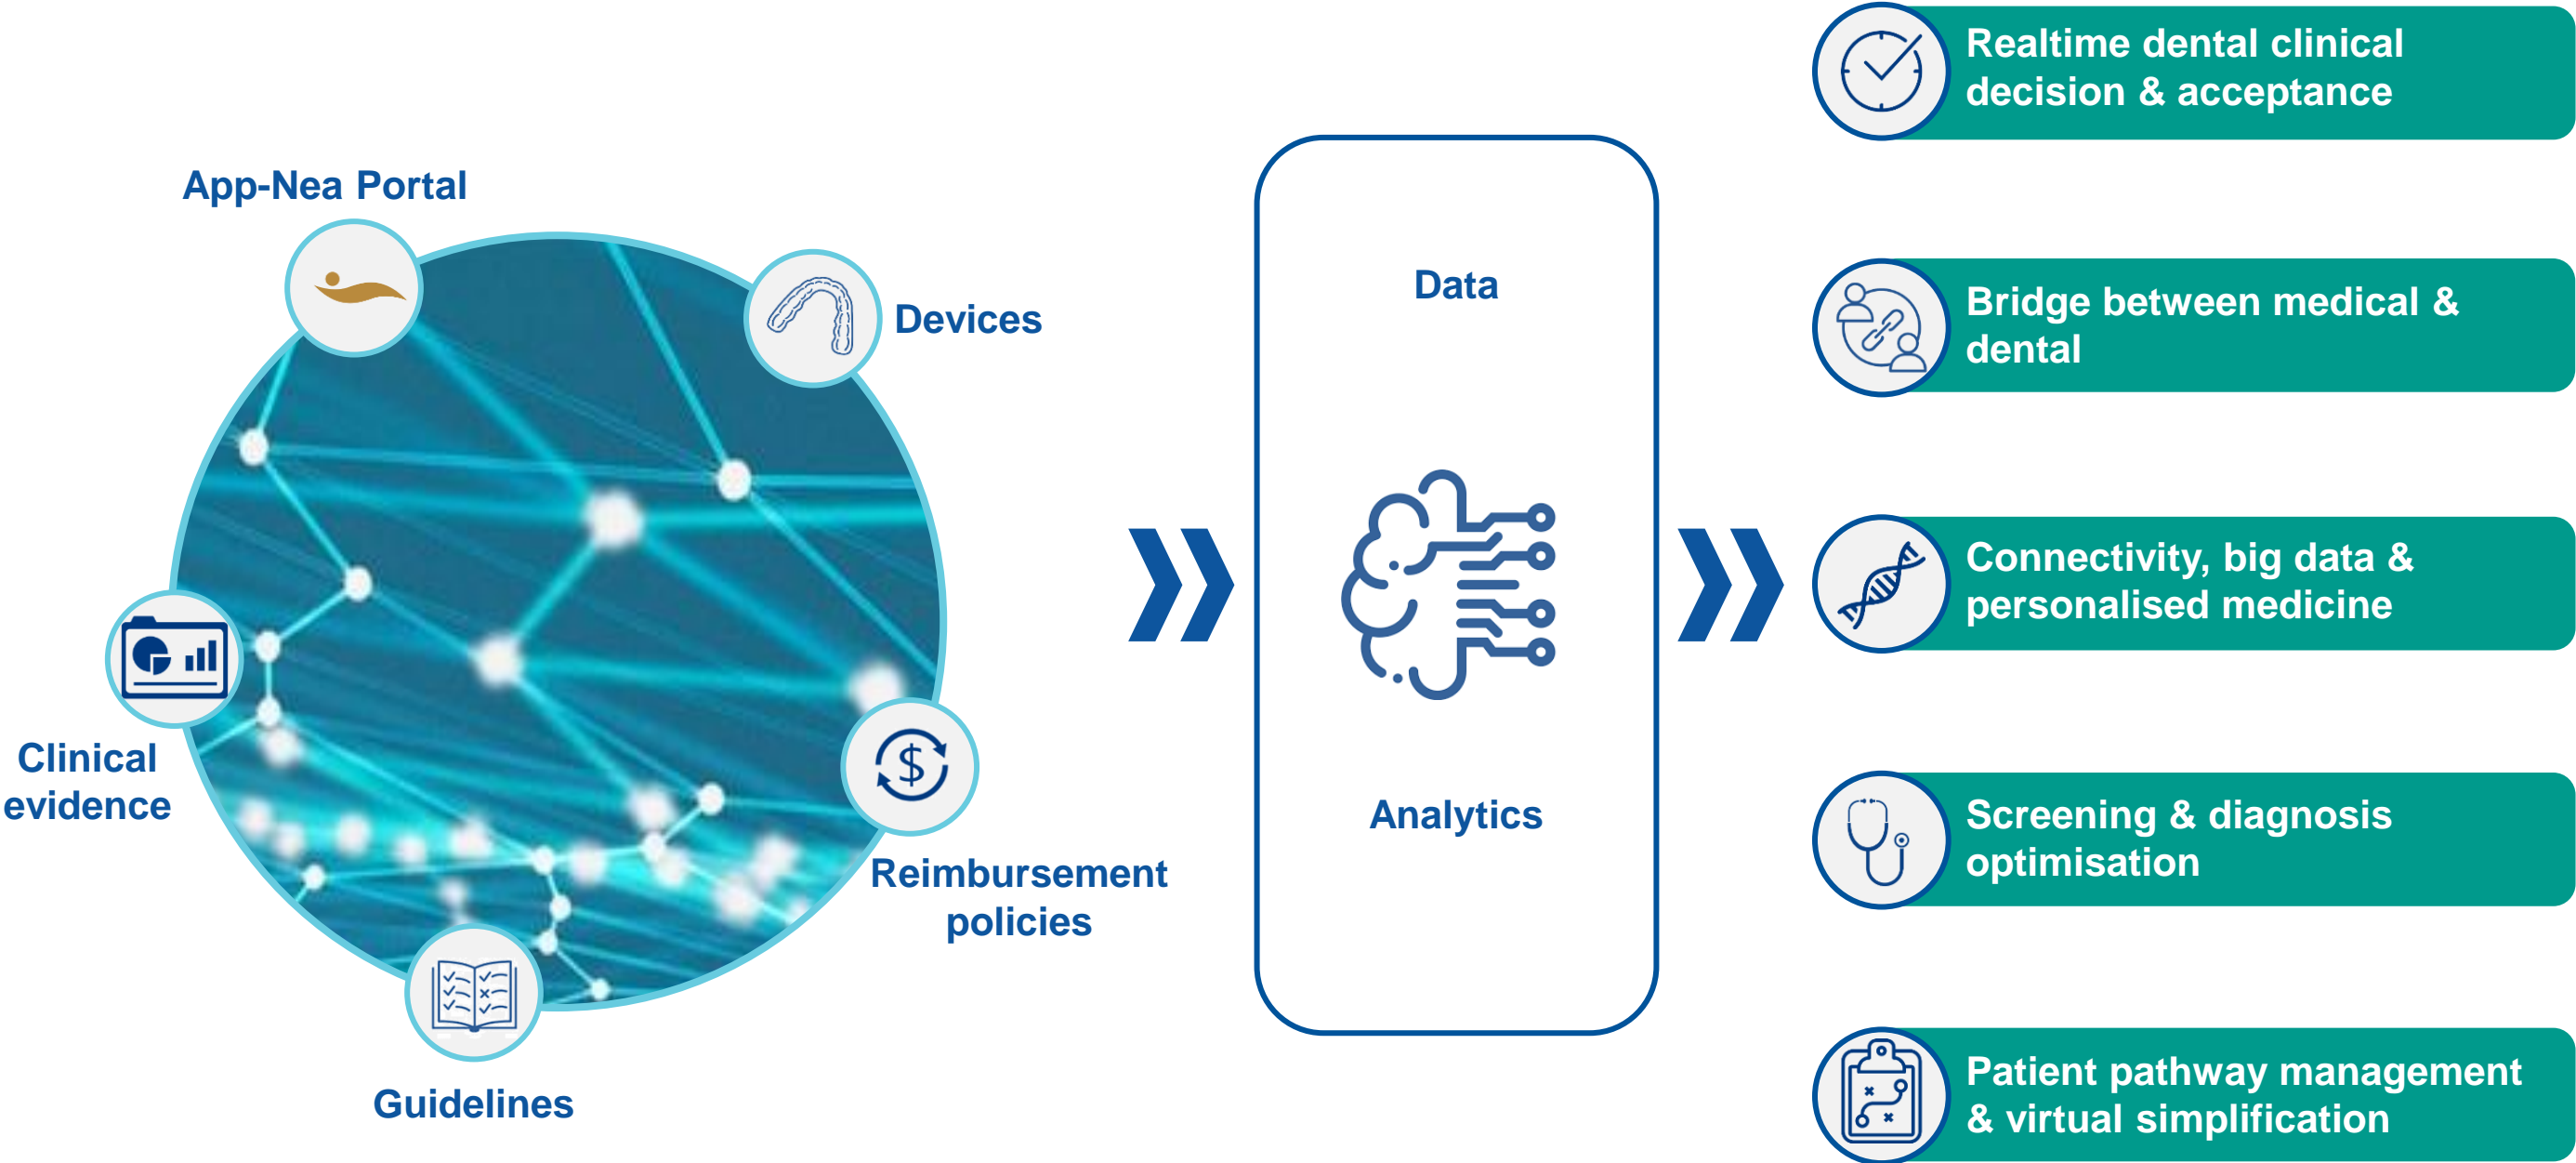 App-Nea Portal
Devices
Clinical
evidence
Reimbursement
policies
Guidelines
Data
Analytics
Realtime dental clinical
decision & acceptance
Bridge between medical &
dental
Connectivity, big data &
personalised medicine
Screening & diagnosis
optimisation
Patient pathway management
& virtual simplification